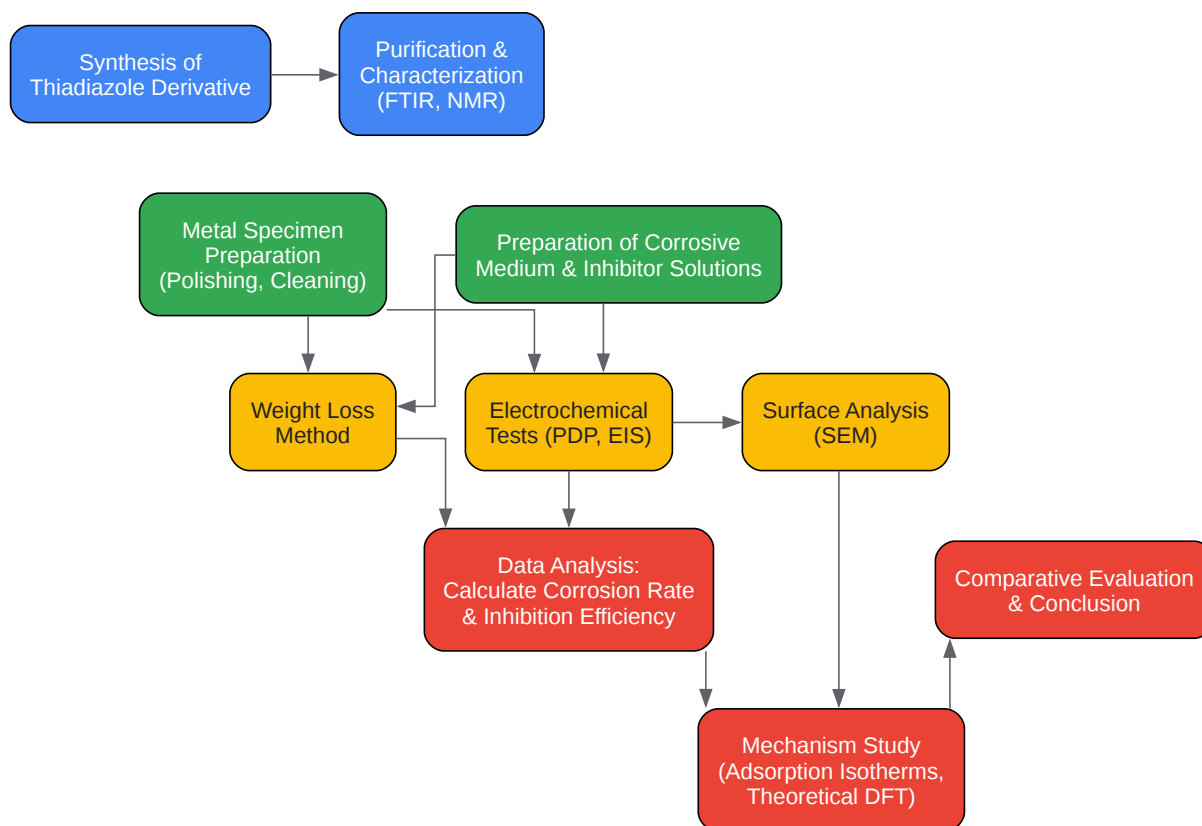 Synthesis of
Thiadiazole Derivative
Purification &
Characterization
(FTIR, NMR)
Metal Specimen
Preparation
(Polishing, Cleaning)
Preparation of Corrosive
Medium & Inhibitor Solutions
Weight Loss
Method
Electrochemical
Tests (PDP, EIS)
Surface Analysis
(SEM)
Data Analysis:
Calculate Corrosion Rate
& Inhibition Efficiency
Comparative Evaluation
& Conclusion
Mechanism Study
(Adsorption Isotherms,
Theoretical DFT)